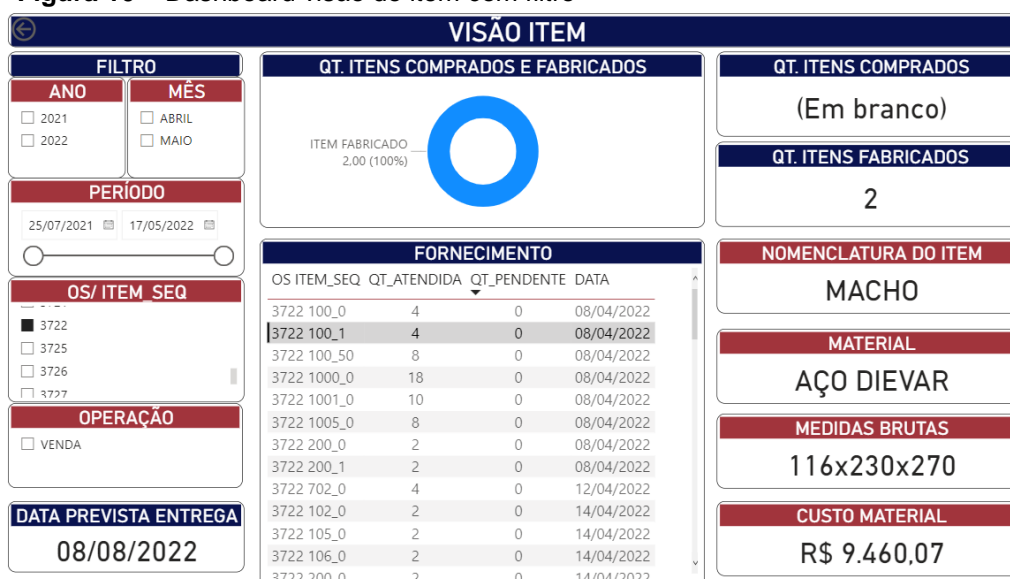 VISÃO ITEM
FILTRO
ANO
2021
2022
MÊS
ABRIL
MAIO
PERÍODO
25/07/2021 17/05/2022
OS/ ITEM_SEQ
3722
3725
3726
3727
OPERAÇÃO
VENDA
DATA PREVISTA ENTREGA
08/08/2022
QT. ITENS COMPRADOS E FABRICADOS
ITEM FABRICADO
2,00 (100%)
FORNECIMENTO
OS ITEM_SEQ QT_ATENDIDA QT_PENDENTE DATA
3722 100_0 4 0 08/04/2022
3722 100_1 4 0 08/04/2022
3722 100_50 8 0 08/04/2022
3722 1000_0 18 0 08/04/2022
3722 1001_0 10 0 08/04/2022
3722 1005_0 8 0 08/04/2022
3722 200_0 2 0 08/04/2022
3722 200_1 2 0 08/04/2022
3722 702_0 4 0 12/04/2022
3722 102_0 2 0 14/04/2022
3722 105_0 2 0 14/04/2022
3722 106_0 2 0 14/04/2022
3722 200_0 2 0 14/04/2022
QT. ITENS COMPRADOS
(Em branco)
QT. ITENS FABRICADOS
2
NOMENCLATURA DO ITEM
MACHO
MATERIAL
AÇO DIEVAR
MEDIDAS BRUTAS
116x230x270
CUSTO MATERIAL
R$ 9.460,07